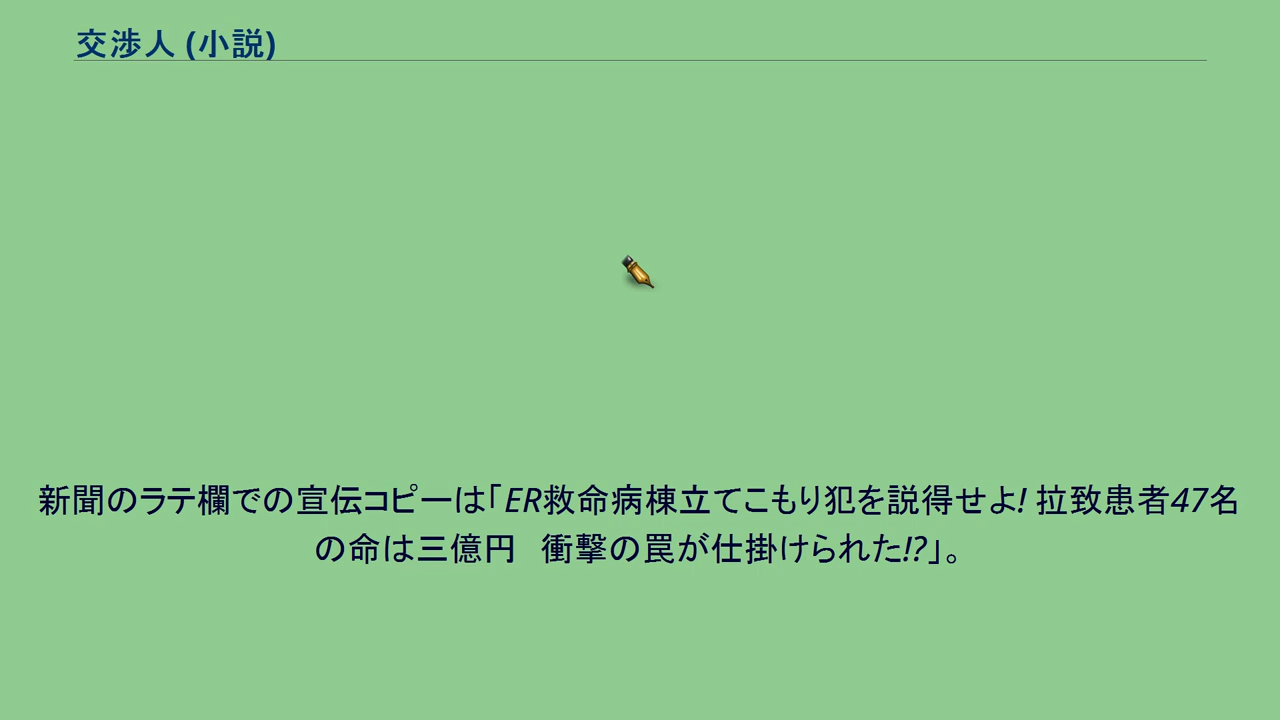 交渉人 (小説)
新聞のラテ欄での宣伝コピーは「ER救命病棟立てこもり犯を説得せよ! 拉致患者47名
の命は三億円　衝撃の罠が仕掛けられた!?」。